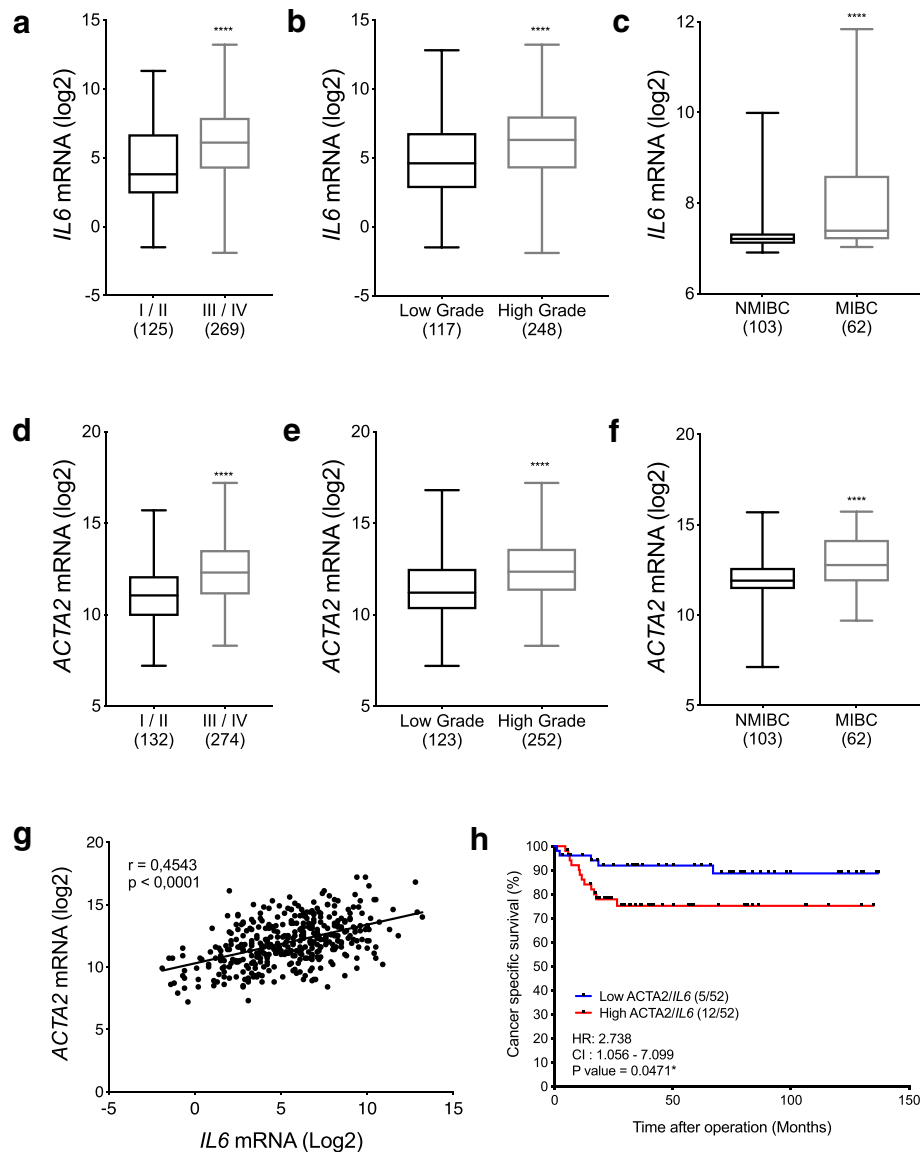 a
IL6 mRNA (log2)
15
10
5
0
-5
****
I / II
(125)
III / IV
(269)
b
IL6 mRNA (log2)
15
10
5
0
-5
****
Low Grade
(117)
High Grade
(248)
c
IL6 mRNA (log2)
12
10
8
6
****
NMIBC
(103)
MIBC
(62)
d
ACTA2 mRNA (log2)
20
15
10
5
****
I / II
(132)
III / IV
(274)
e
ACTA2 mRNA (log2)
20
15
10
5
****
Low Grade
(123)
High Grade
(252)
f
ACTA2 mRNA (log2)
20
15
10
5
****
NMIBC
(103)
MIBC
(62)
g
ACTA2 mRNA (log2)
20
15
10
5
0
r = 0,4543
p < 0,0001
-5
0
5
10
15
IL6 mRNA (Log2)
h
Cancer specific survival (%)
100
90
80
70
60
50
40
30
20
10
0
Low ACTA2/IL6 (5/52)
High ACTA2/IL6 (12/52)
HR: 2.738
CI : 1.056 - 7.099
P value = 0.0471*
0
50
100
150
Time after operation (Months)